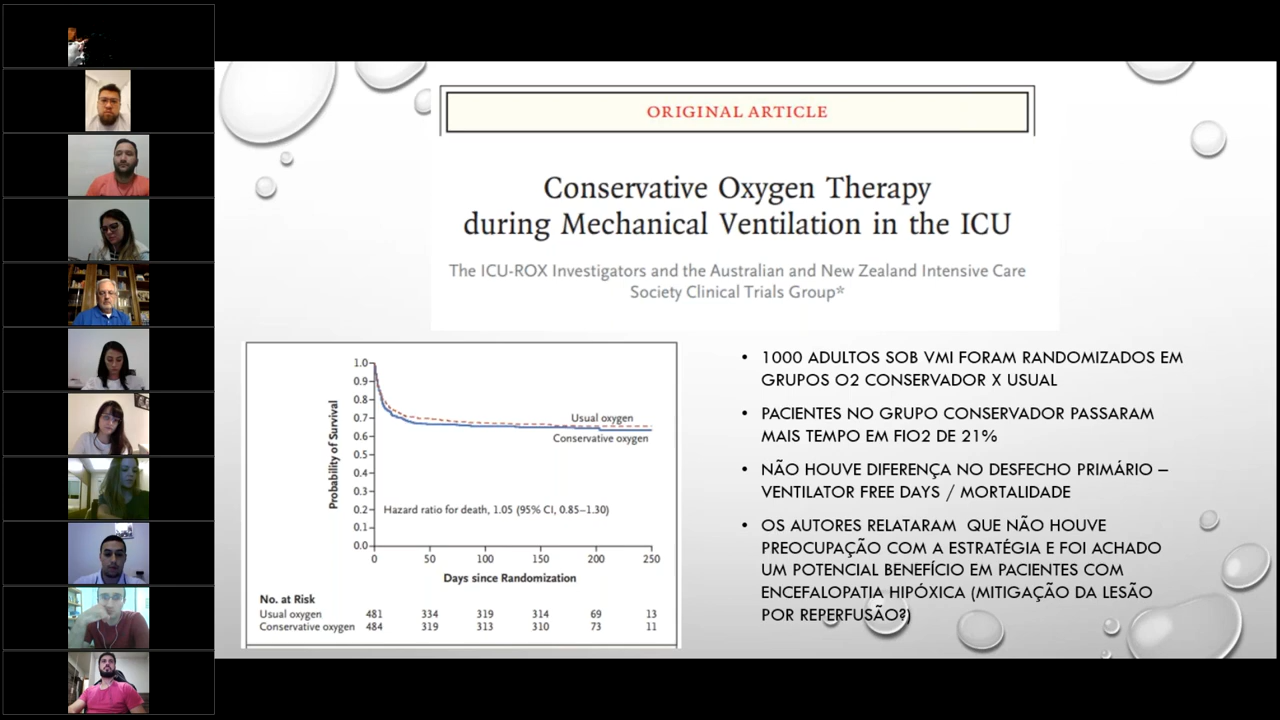 ORIGINAL ARTICLE
Conservative Oxygen Therapy
during Mechanical Ventilation in the ICU
The ICU-ROX Investigators and the Australian and New Zealand Intensive Care
Society Clinical Trials Group*
1.0
0.9
0.8
0.7
0.6
0.5
0.4
0.3
0.2
0.1
0.0
Probability of Survival
Usual oxygen
Conservative oxygen
Hazard ratio for death, 1.05 (95% CI, 0.85–1.30)
0 50 100 150 200 250
Days since Randomization
No. at Risk
Usual oxygen 481 334 319 314 69 13
Conservative oxygen 484 319 313 310 73 11
• 1000 ADULTOS SOB VMI FORAM RANDOMIZADOS EM
GRUPOS O2 CONSERVADOR X USUAL
• PACIENTES NO GRUPO CONSERVADOR PASSARAM
MAIS TEMPO EM FIO2 DE 21%
• NÃO HOUVE DIFERENÇA NO DESFECHO PRIMÁRIO –
VENTILATOR FREE DAYS / MORTALIDADE
• OS AUTORES RELATARAM QUE NÃO HOUVE
PREOCUPAÇÃO COM A ESTRATÉGIA E FOI ACHADO
UM POTENCIAL BENEFÍCIO EM PACIENTES COM
ENCEFALOPATIA HIPÓXICA (MITIGAÇÃO DA LESÃO
POR REPERFUSÃO?)